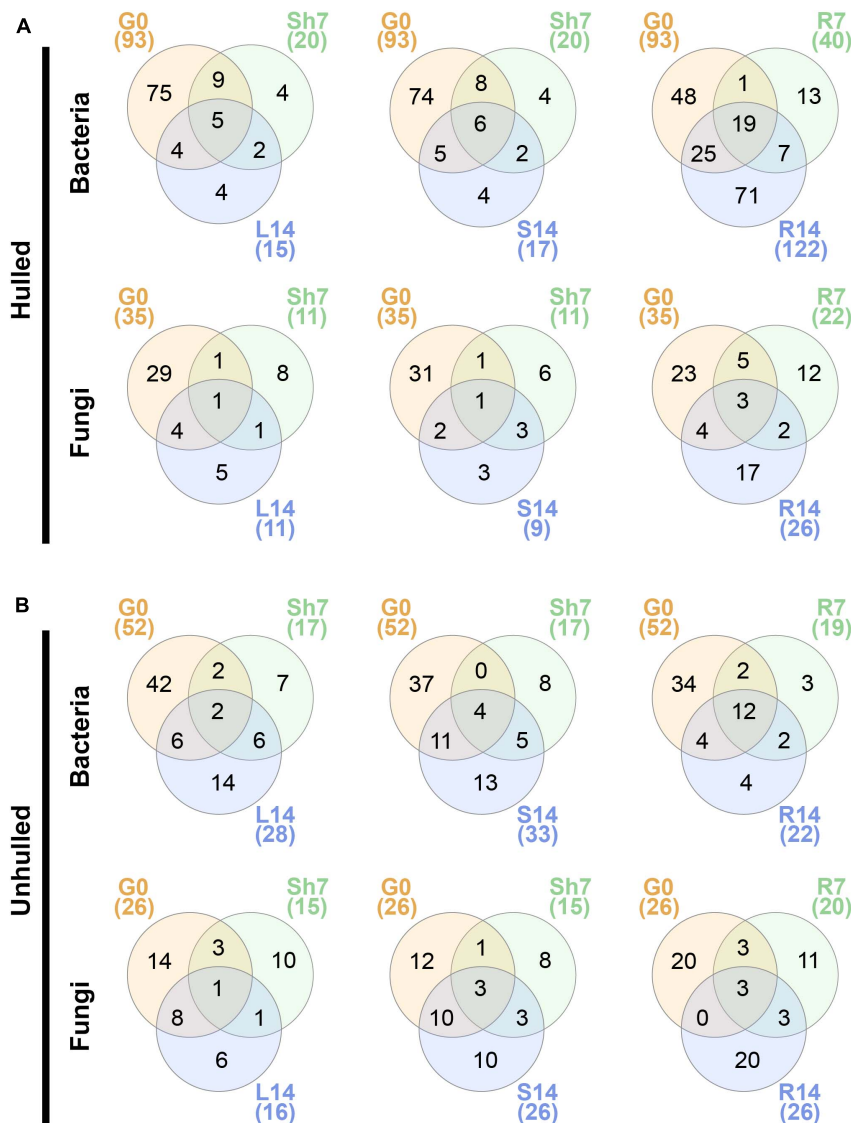 A
Hulled
Bacteria
G0
(93)
Sh7
(20)
75
9
4
5
4
2
4
L14
(15)
G0
(93)
Sh7
(20)
74
8
4
6
5
2
4
S14
(17)
G0
(93)
R7
(40)
48
1
13
19
25
7
71
R14
(122)
Fungi
G0
(35)
Sh7
(11)
29
1
8
1
4
1
5
L14
(11)
G0
(35)
Sh7
(11)
31
1
6
1
2
3
3
S14
(9)
G0
(35)
R7
(22)
23
5
12
3
4
2
17
R14
(26)
B
Unhulled
Bacteria
G0
(52)
Sh7
(17)
42
2
7
2
6
6
14
L14
(28)
G0
(52)
Sh7
(17)
37
0
8
4
11
5
13
S14
(33)
G0
(52)
R7
(19)
34
2
3
12
4
2
4
R14
(22)
Fungi
G0
(26)
Sh7
(15)
14
3
10
1
8
1
6
L14
(16)
G0
(26)
Sh7
(15)
12
1
8
3
10
3
10
S14
(26)
G0
(26)
R7
(20)
20
3
11
3
0
3
20
R14
(26)